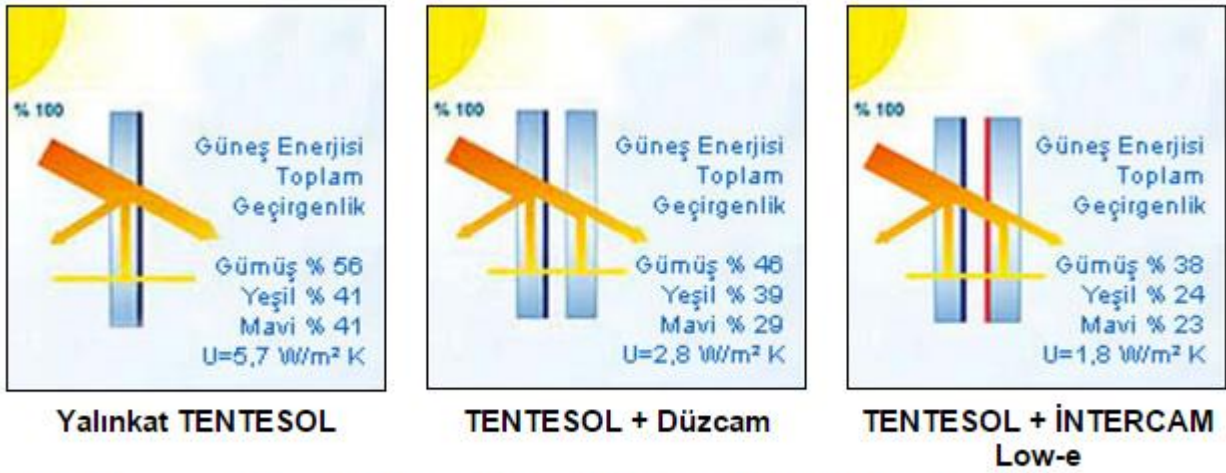 % 100
Güneş Enerjisi
Toplam
Geçirgenlik
Gümüş % 56
Yeşil % 41
Mavi % 41
U=5,7 W/m² K
Yalınkat TENTESOL
% 100
Güneş Enerjisi
Toplam
Geçirgenlik
Gümüş % 46
Yeşil % 39
Mavi % 29
U=2,8 W/m² K
TENTESOL + Düzcam
% 100
Güneş Enerjisi
Toplam
Geçirgenlik
Gümüş % 38
Yeşil % 24
Mavi % 23
U=1,8 W/m² K
TENTESOL + İNTERCAM
Low-e